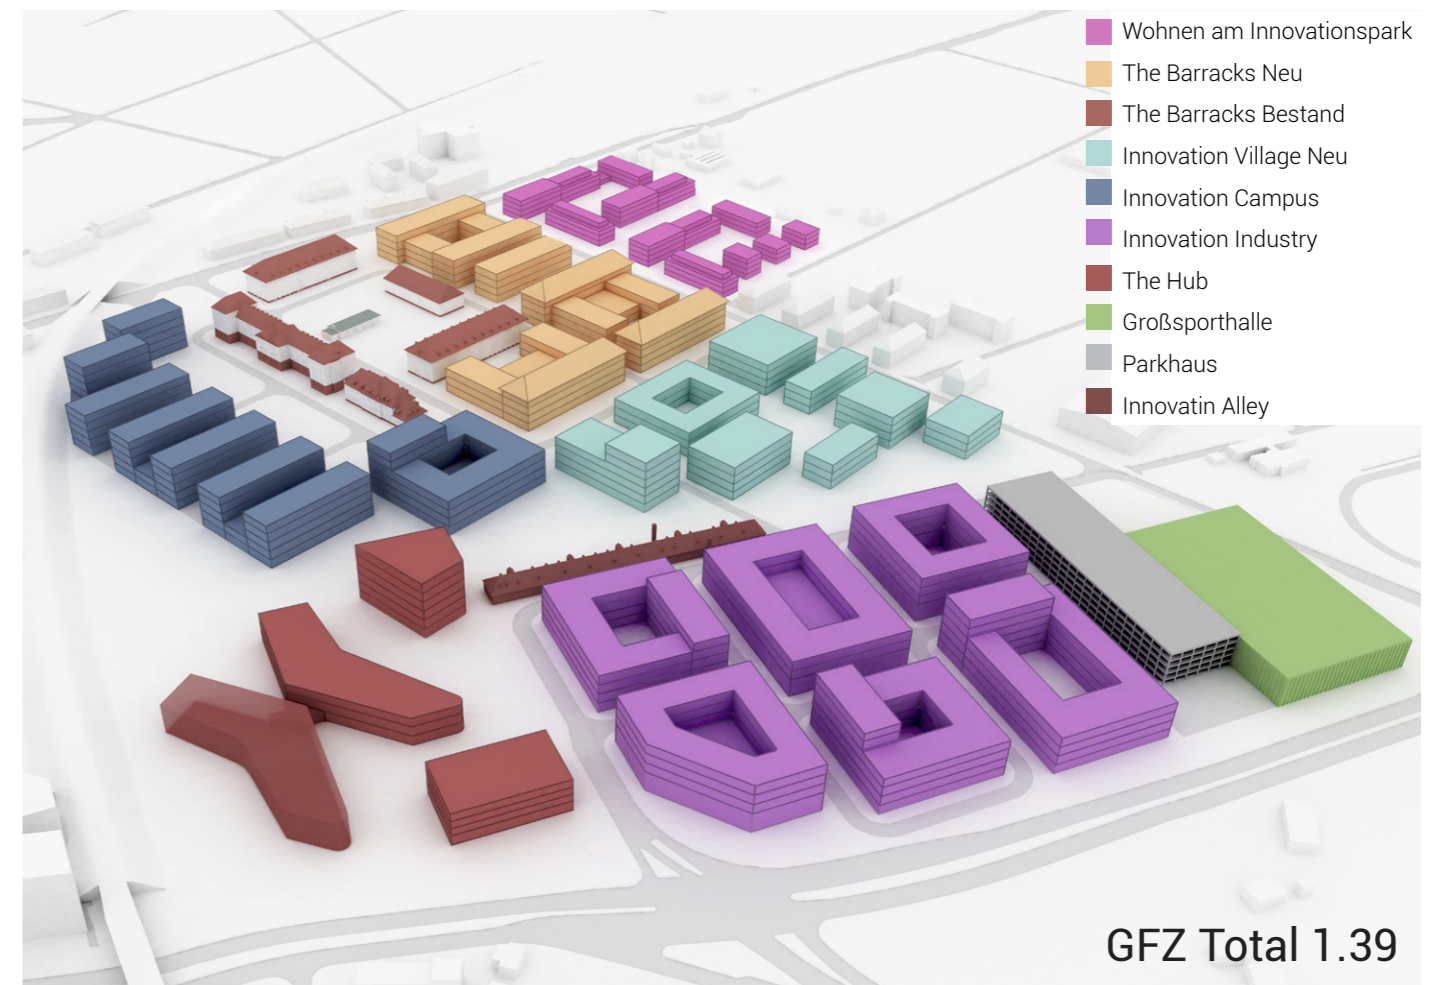 Wohnen am Innovationspark
The Barracks Neu
The Barracks Bestand
Innovation Village Neu
Innovation Campus
Innovation Industry
The Hub
Großsporthalle
Parkhaus
Innovatin Alley
GFZ Total 1.39